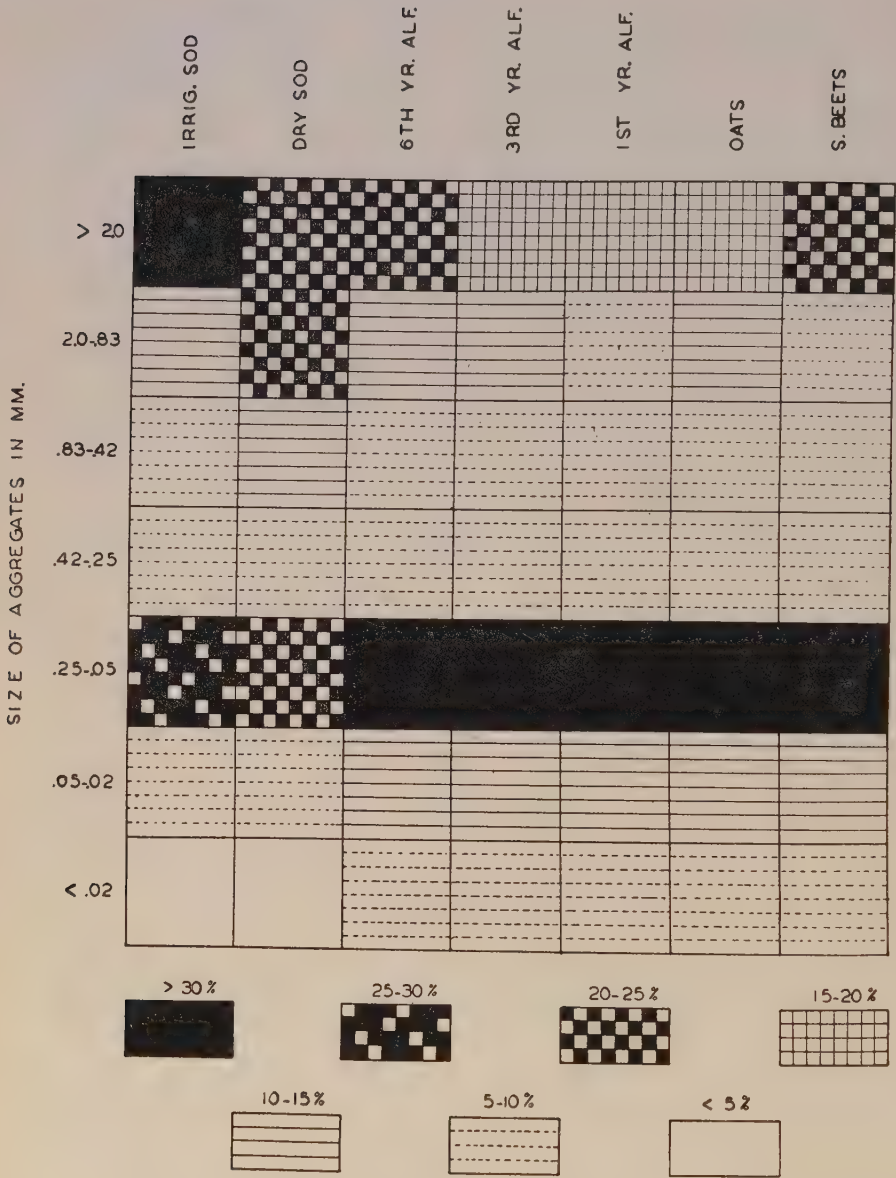 IRRIG. SOD
DRY SOD
6TH YR. ALF.
3RD YR. ALF.
1ST YR. ALF.
OATS
S. BEETS
SIZE OF AGGREGATES IN MM.
> 2.0
2.0-.83
.83-.42
.42-.25
.25-.05
.05-.02
< .02
> 30%
25-30%
20-25%
15-20%
10-15%
5-10%
< 5%